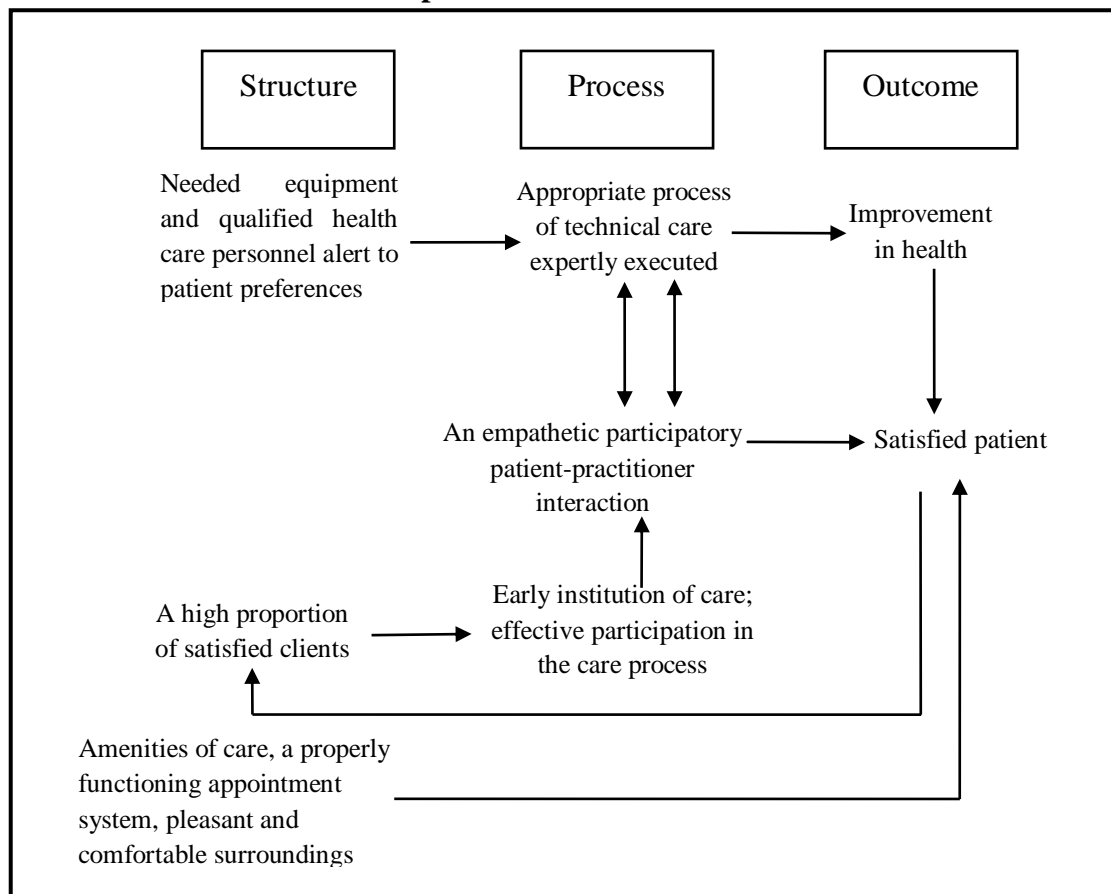 Structure
Process
Outcome
Needed equipment
and qualified health
care personnel alert to
patient preferences
Appropriate process
of technical care
expertly executed
Improvement
in health
An empathetic participatory
patient-practitioner
interaction
Satisfied patient
A high proportion
of satisfied clients
Early institution of care;
effective participation in
the care process
Amenities of care, a properly
functioning appointment
system, pleasant and
comfortable surroundings